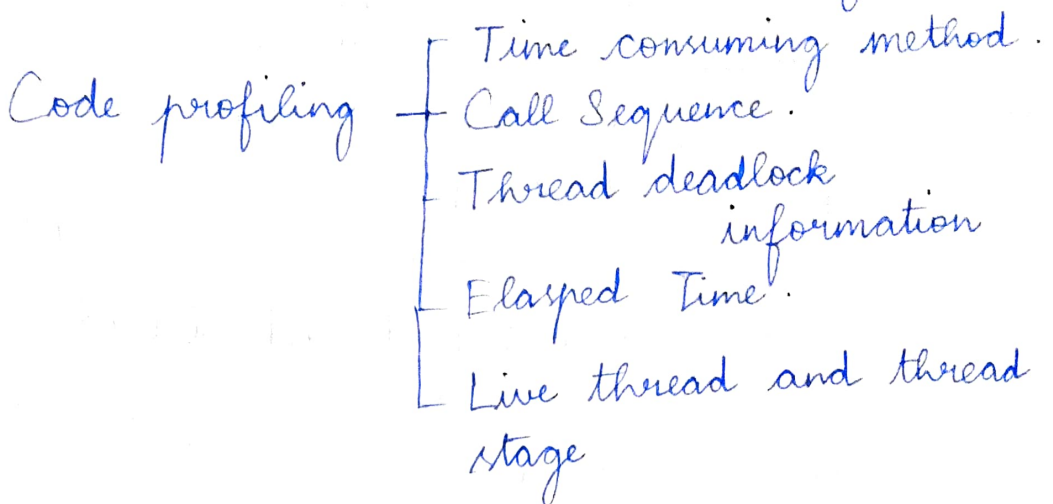 Time consuming method.
Code profiling Call Sequence.
Thread deadlock
information
Elasped Time.
Live thread and thread
stage